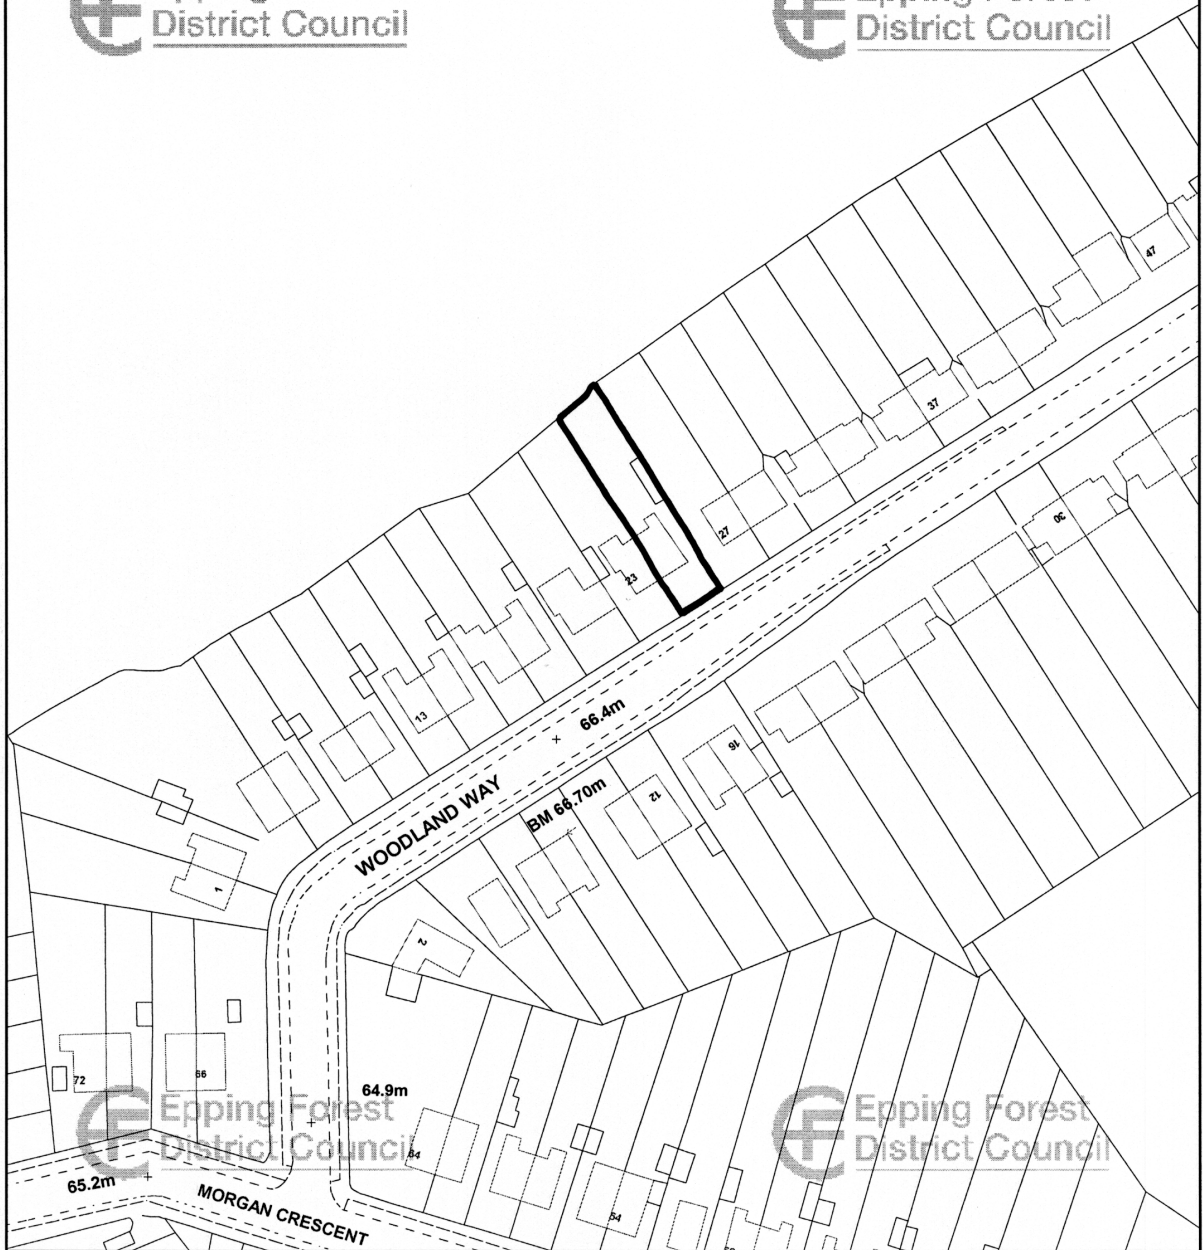 District Council
District Council
47
37
27
30
23
13
66.4m
16
WOODLAND WAY
BM 66.70m
12
1
2
72
66
64.9m
Epping Forest
District Council
Epping Forest
District Council
64
65.2m
MORGAN CRESCENT
54